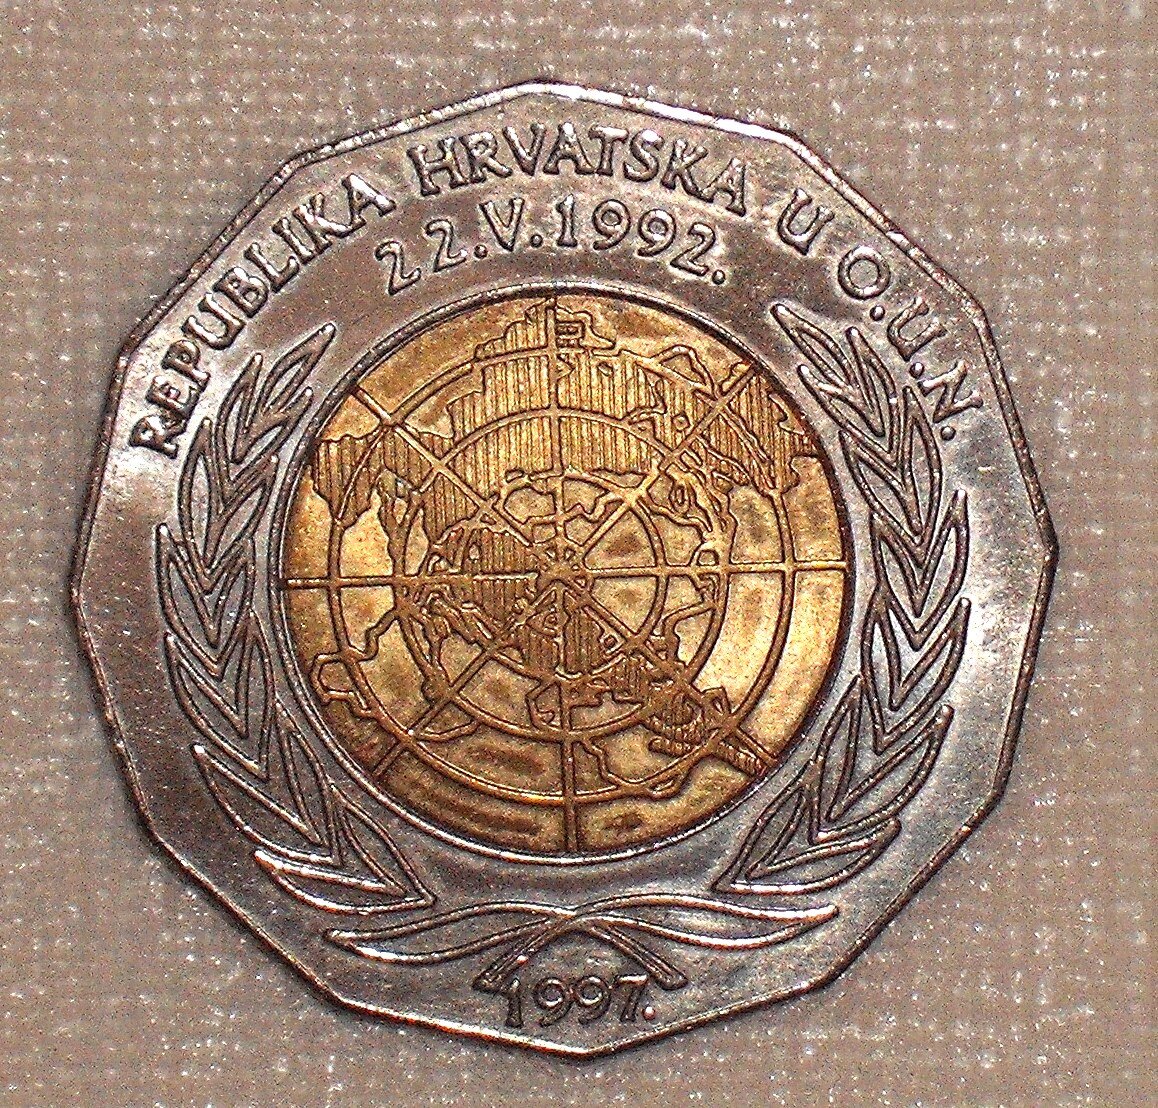 REPUBLIKA HRVATSKA U O.U.N.
22.V.1992.
1997.